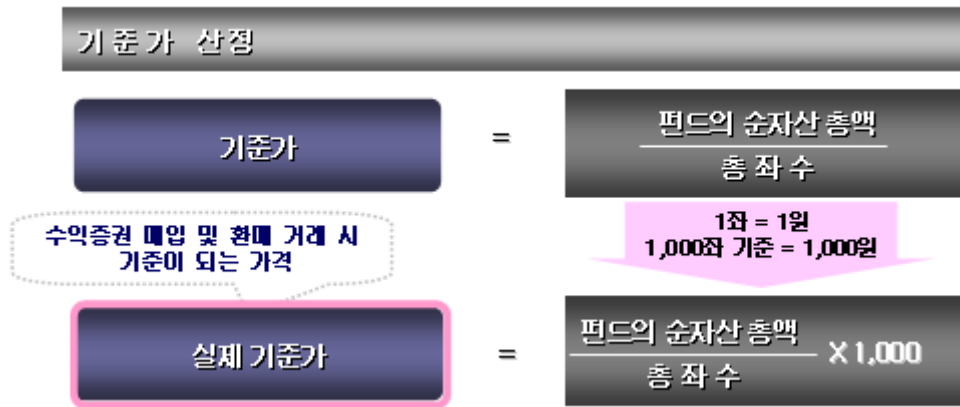 기준가 산정
기준가
=
펀드의 순자산 총액
총 좌 수
수익증권 매입 및 환매 거래 시
기준이 되는 가격
1좌 = 1원
1,000좌 기준 = 1,000원
실제 기준가
=
펀드의 순자산 총액
총 좌 수
X 1,000